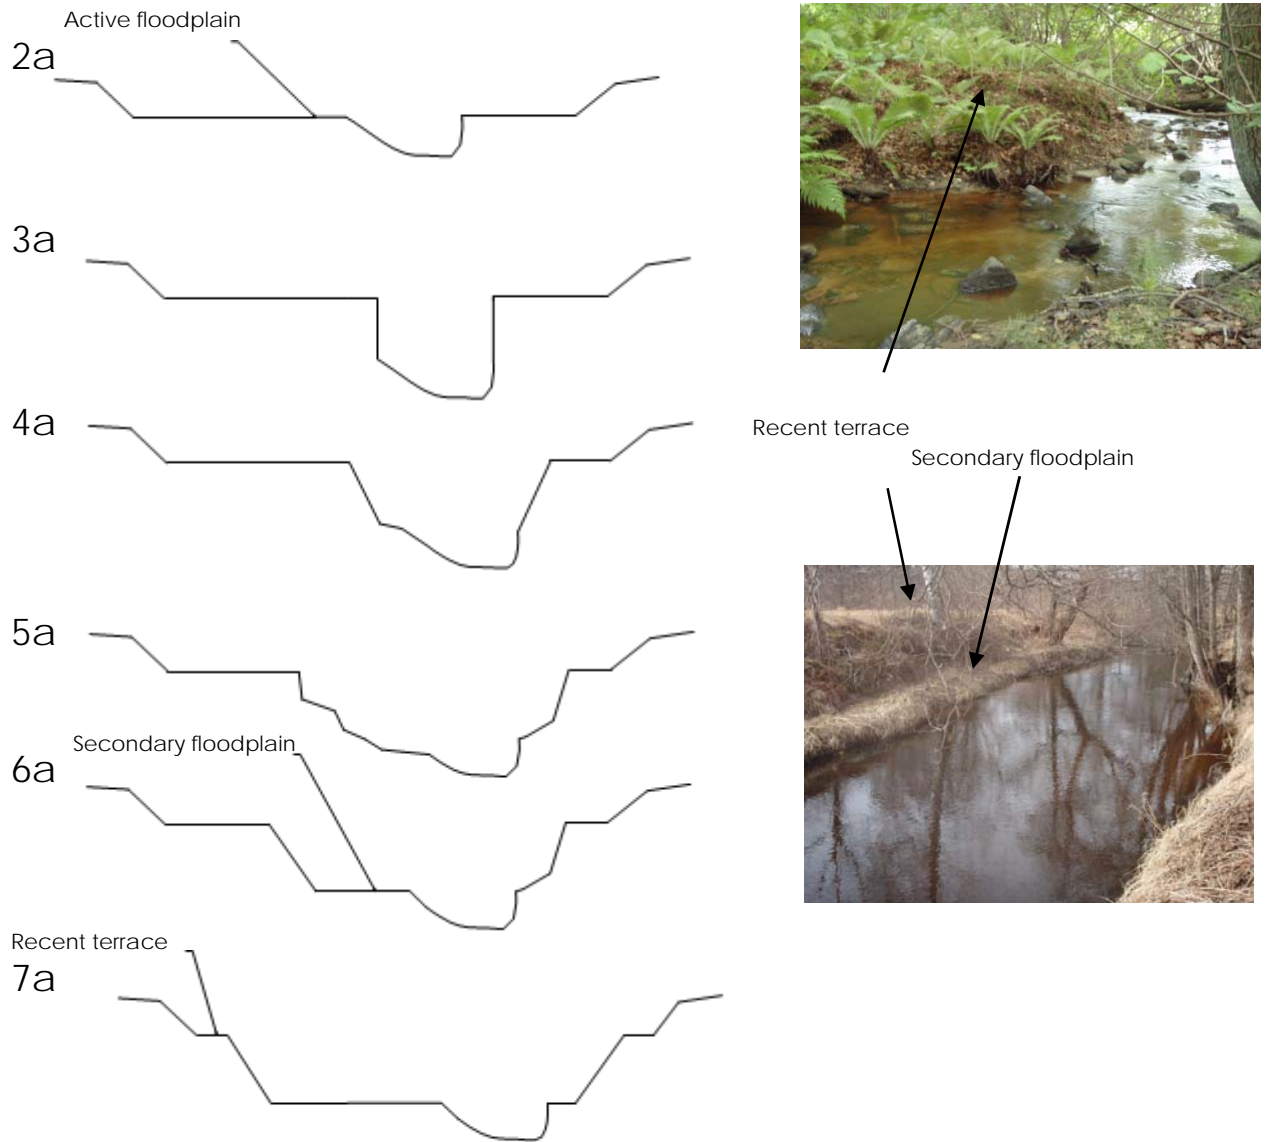 Active floodplain
2a
3a
4a
5a
Secondary floodplain
6a
Recent terrace
7a
Recent terrace
Secondary floodplain